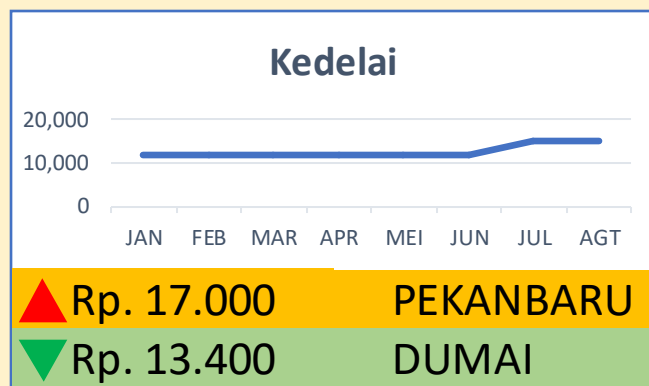 Kedelai
20,000
10,000
0
JAN FEB MAR APR MEI JUN JUL AGT
Rp. 17.000 PEKANBARU
Rp. 13.400 DUMAI